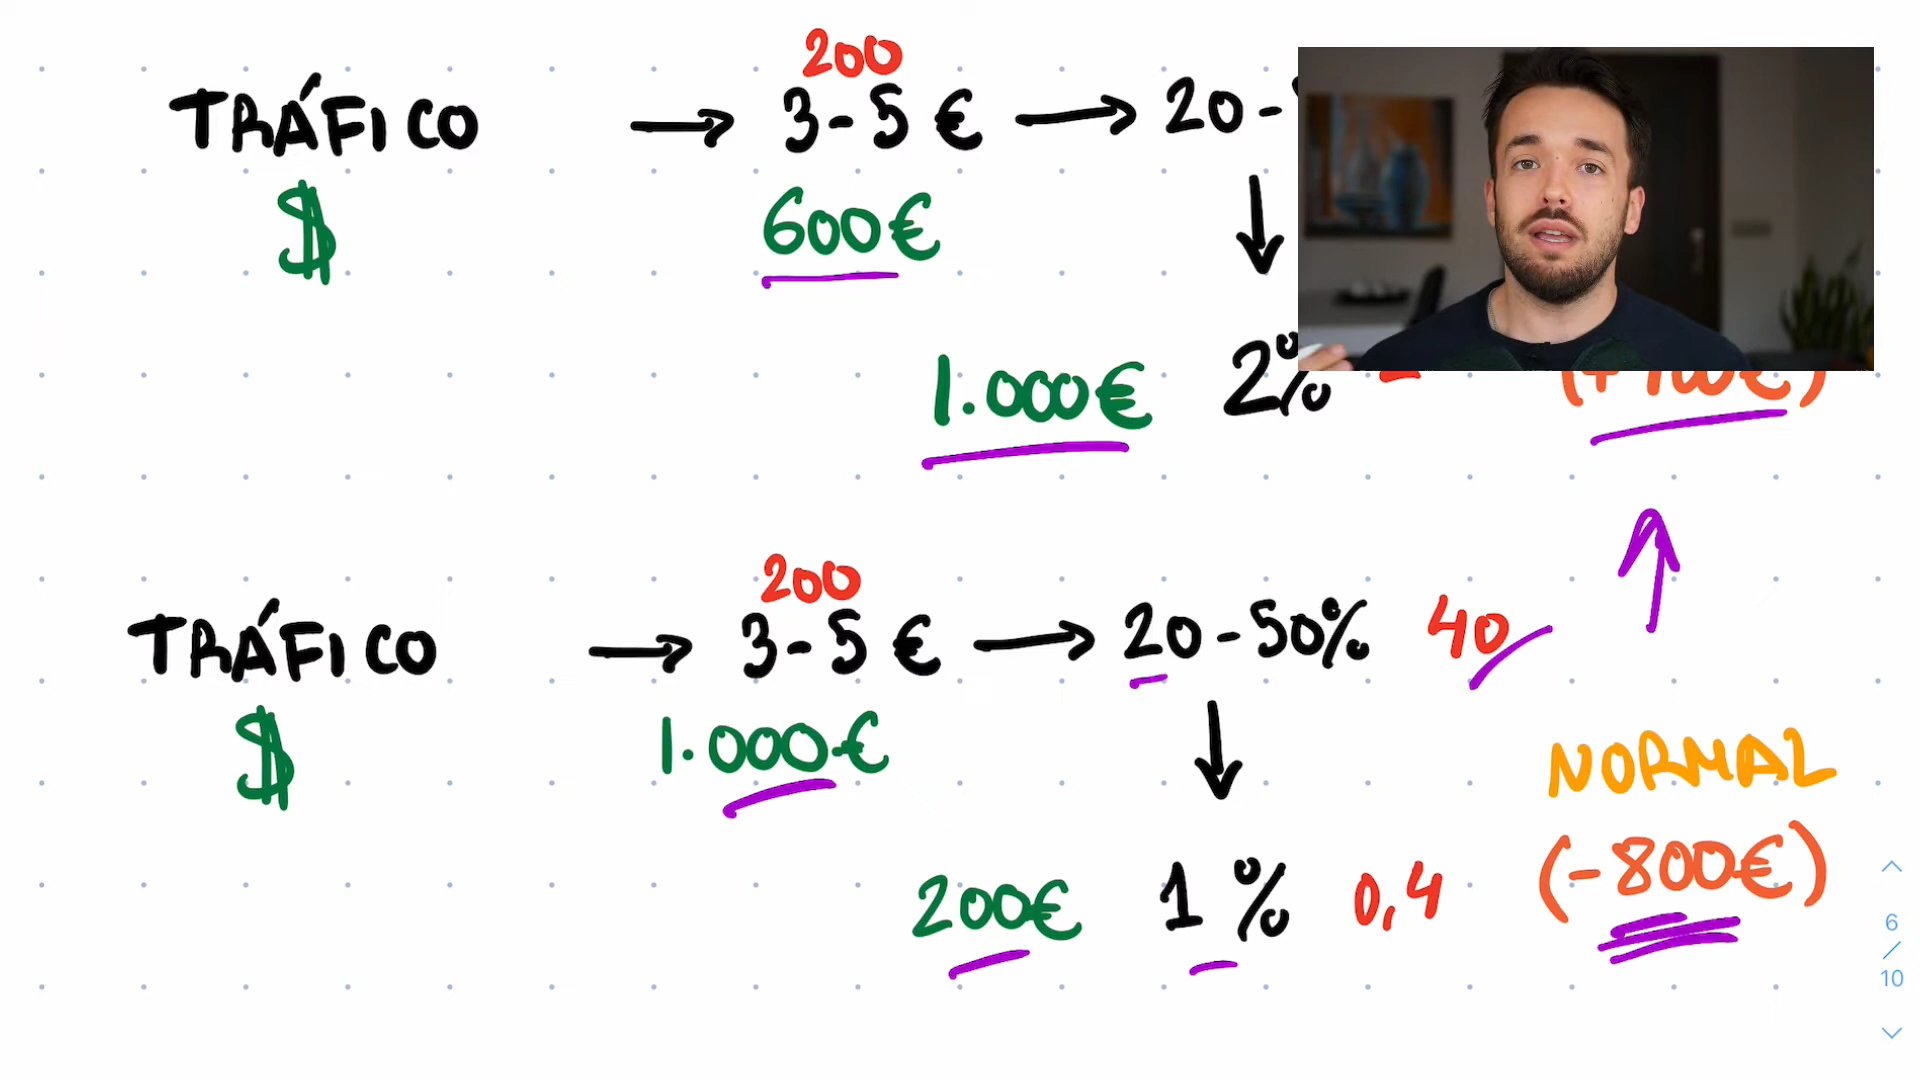 200
TRÁFICO → 3-5 € → 20-
$ 600€
1.000€ 2%
200
TRÁFICO → 3-5 € → 20-50% 40
$ 1.000€
NORMAL
200€ 1 % 0,4 (-800€)
6
/
10